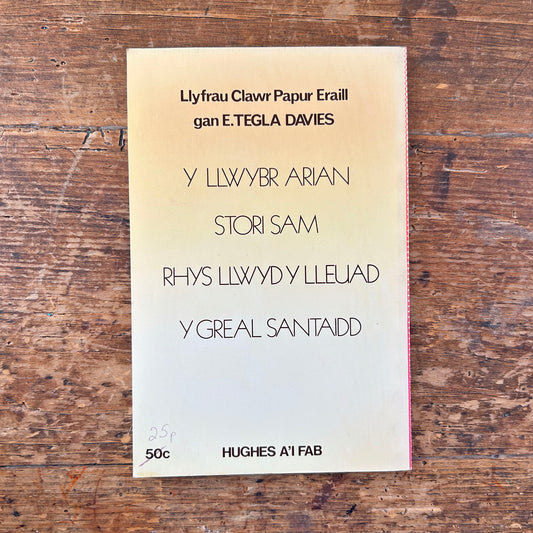 Llyfrau Clawr Papur Eraill
gan E.TEGLA DAVIES
Y LLWYBR ARIAN
STORI SAM
RHYS LLWYD Y LLEUAD
Y GREAL SANTAIDD
25p
50c
HUGHES A'I FAB